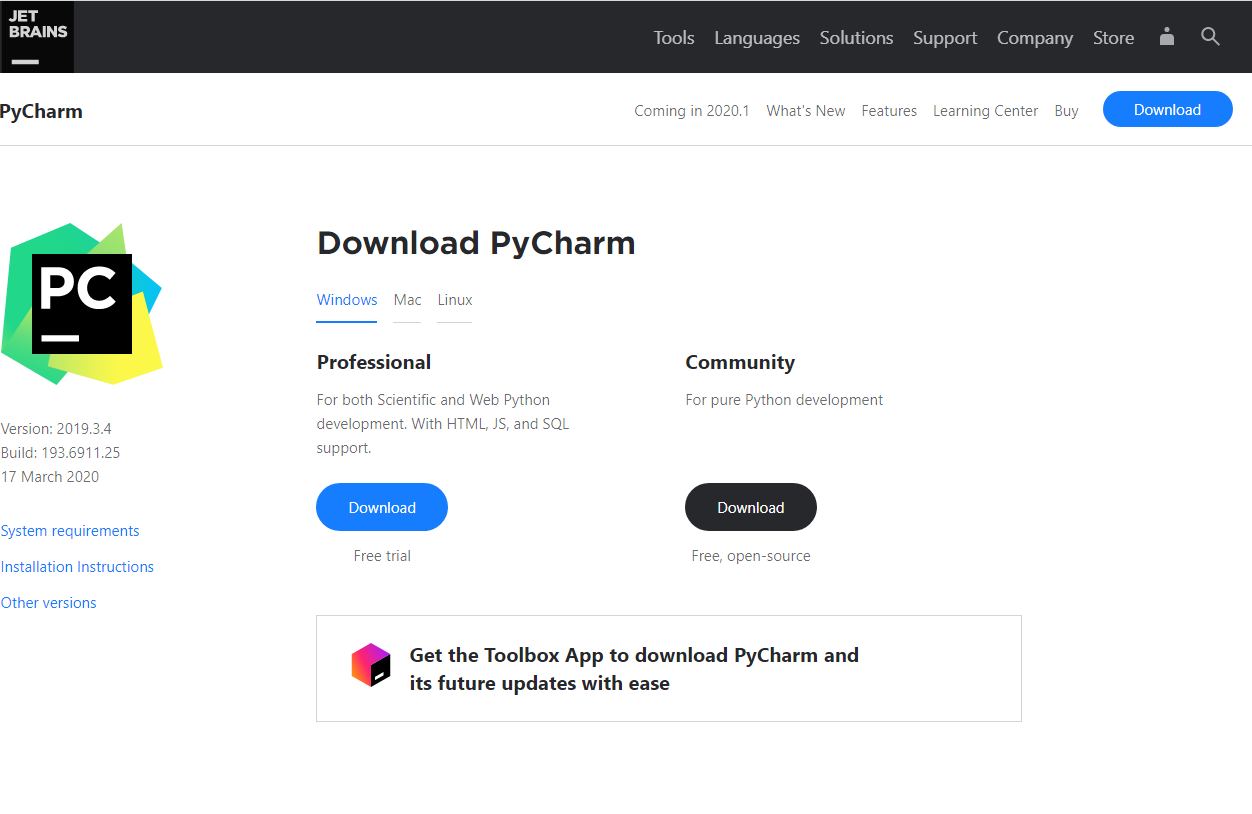 JET
BRAINS
Tools Languages Solutions Support Company Store
PyCharm
Coming in 2020.1 What's New Features Learning Center Buy Download
PC
Version: 2019.3.4
Build: 193.6911.25
17 March 2020
System requirements
Installation Instructions
Other versions
Download PyCharm
Windows Mac Linux
Professional
For both Scientific and Web Python
development. With HTML, JS, and SQL
support.
Download
Free trial
Community
For pure Python development
Download
Free, open-source
Get the Toolbox App to download PyCharm and
its future updates with ease